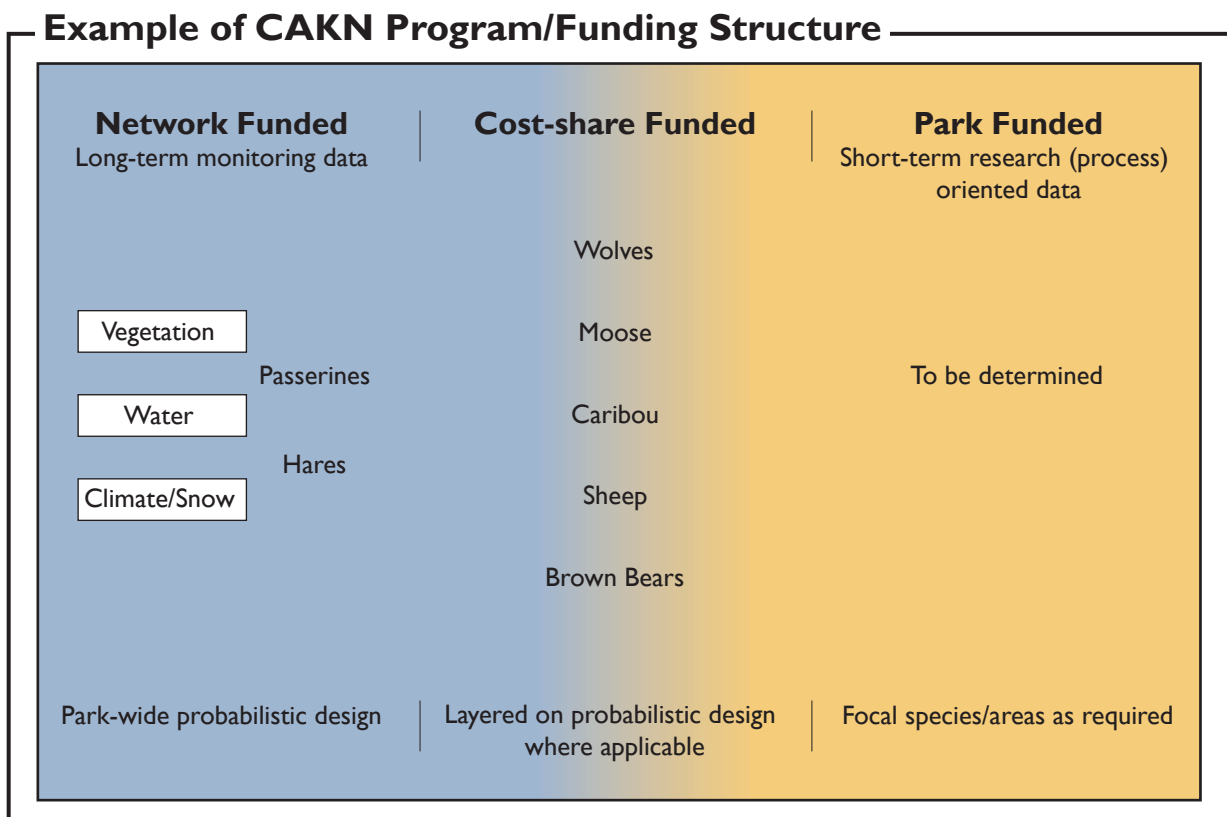 Example of CAKN Program/Funding Structure
Network Funded
Long-term monitoring data
Cost-share Funded
Park Funded
Short-term research (process)
oriented data
Vegetation
Water
Climate/Snow
Passerines
Hares
Wolves
Moose
Caribou
Sheep
Brown Bears
To be determined
Park-wide probabilistic design
Layered on probabilistic design
where applicable
Focal species/areas as required